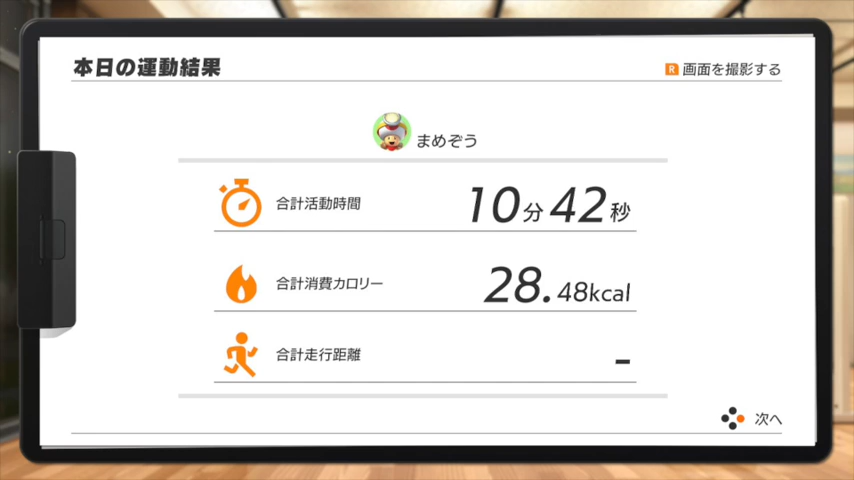 本日の運動結果
R 画面を撮影する
まめぞう
合計活動時間 10分42秒
合計消費カロリー 28.48kcal
合計走行距離 -
次へ